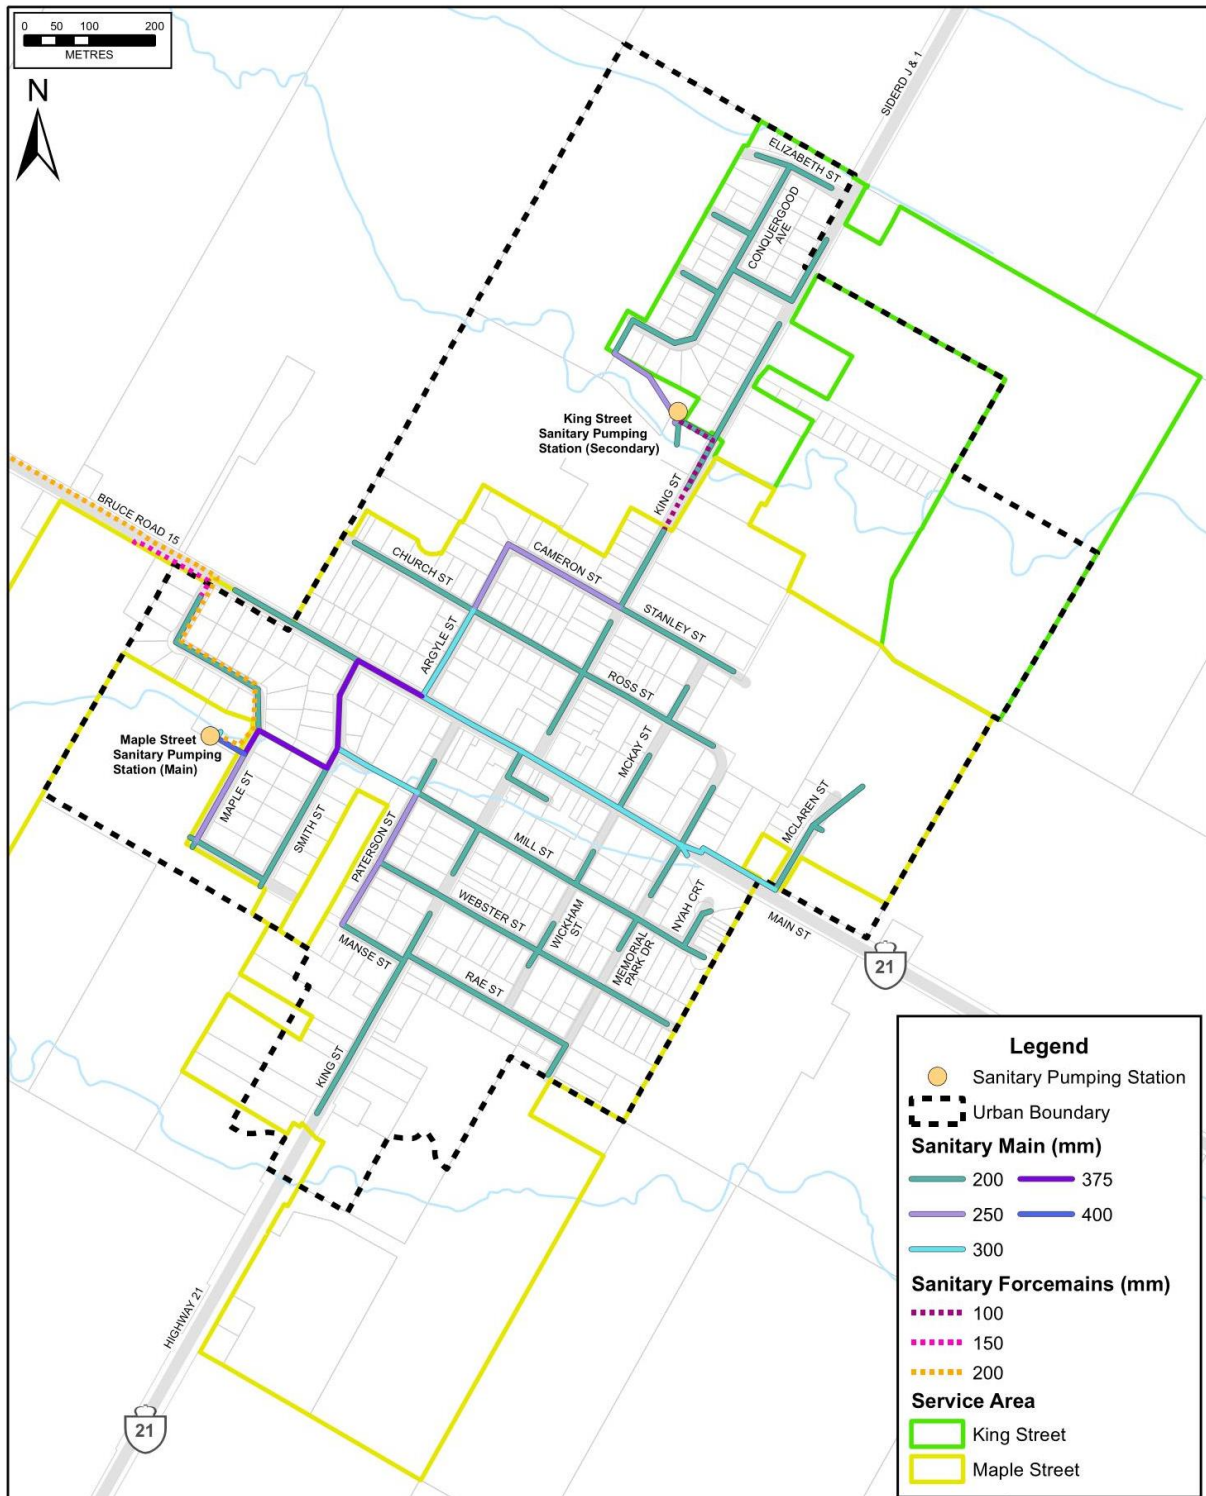 0 50 100 200
METRES
N
SIDERD J & 1
ELIZABETH ST
CONQUERGOOD
AVE
King Street
Sanitary Pumping
Station (Secondary)
KING ST
BRUCE ROAD 15
CHURCH ST
CAMERON ST
STANLEY ST
ARGYLE ST
ROSS ST
MCKAY ST
Maple Street
Sanitary Pumping
Station (Main)
MAPLE ST
SMITH ST
PATERSON ST
MILL ST
MCLAREN ST
WEBSTER ST
WICKHAM
ST
NYAH CRT
MAIN ST
MANSE ST
RAE ST
MEMORIAL
PARK DR
21
KING ST
HIGHWAY 21
21
Legend
Sanitary Pumping Station
Urban Boundary
Sanitary Main (mm)
200 375
250 400
300
Sanitary Forcemains (mm)
100
150
200
Service Area
King Street
Maple Street